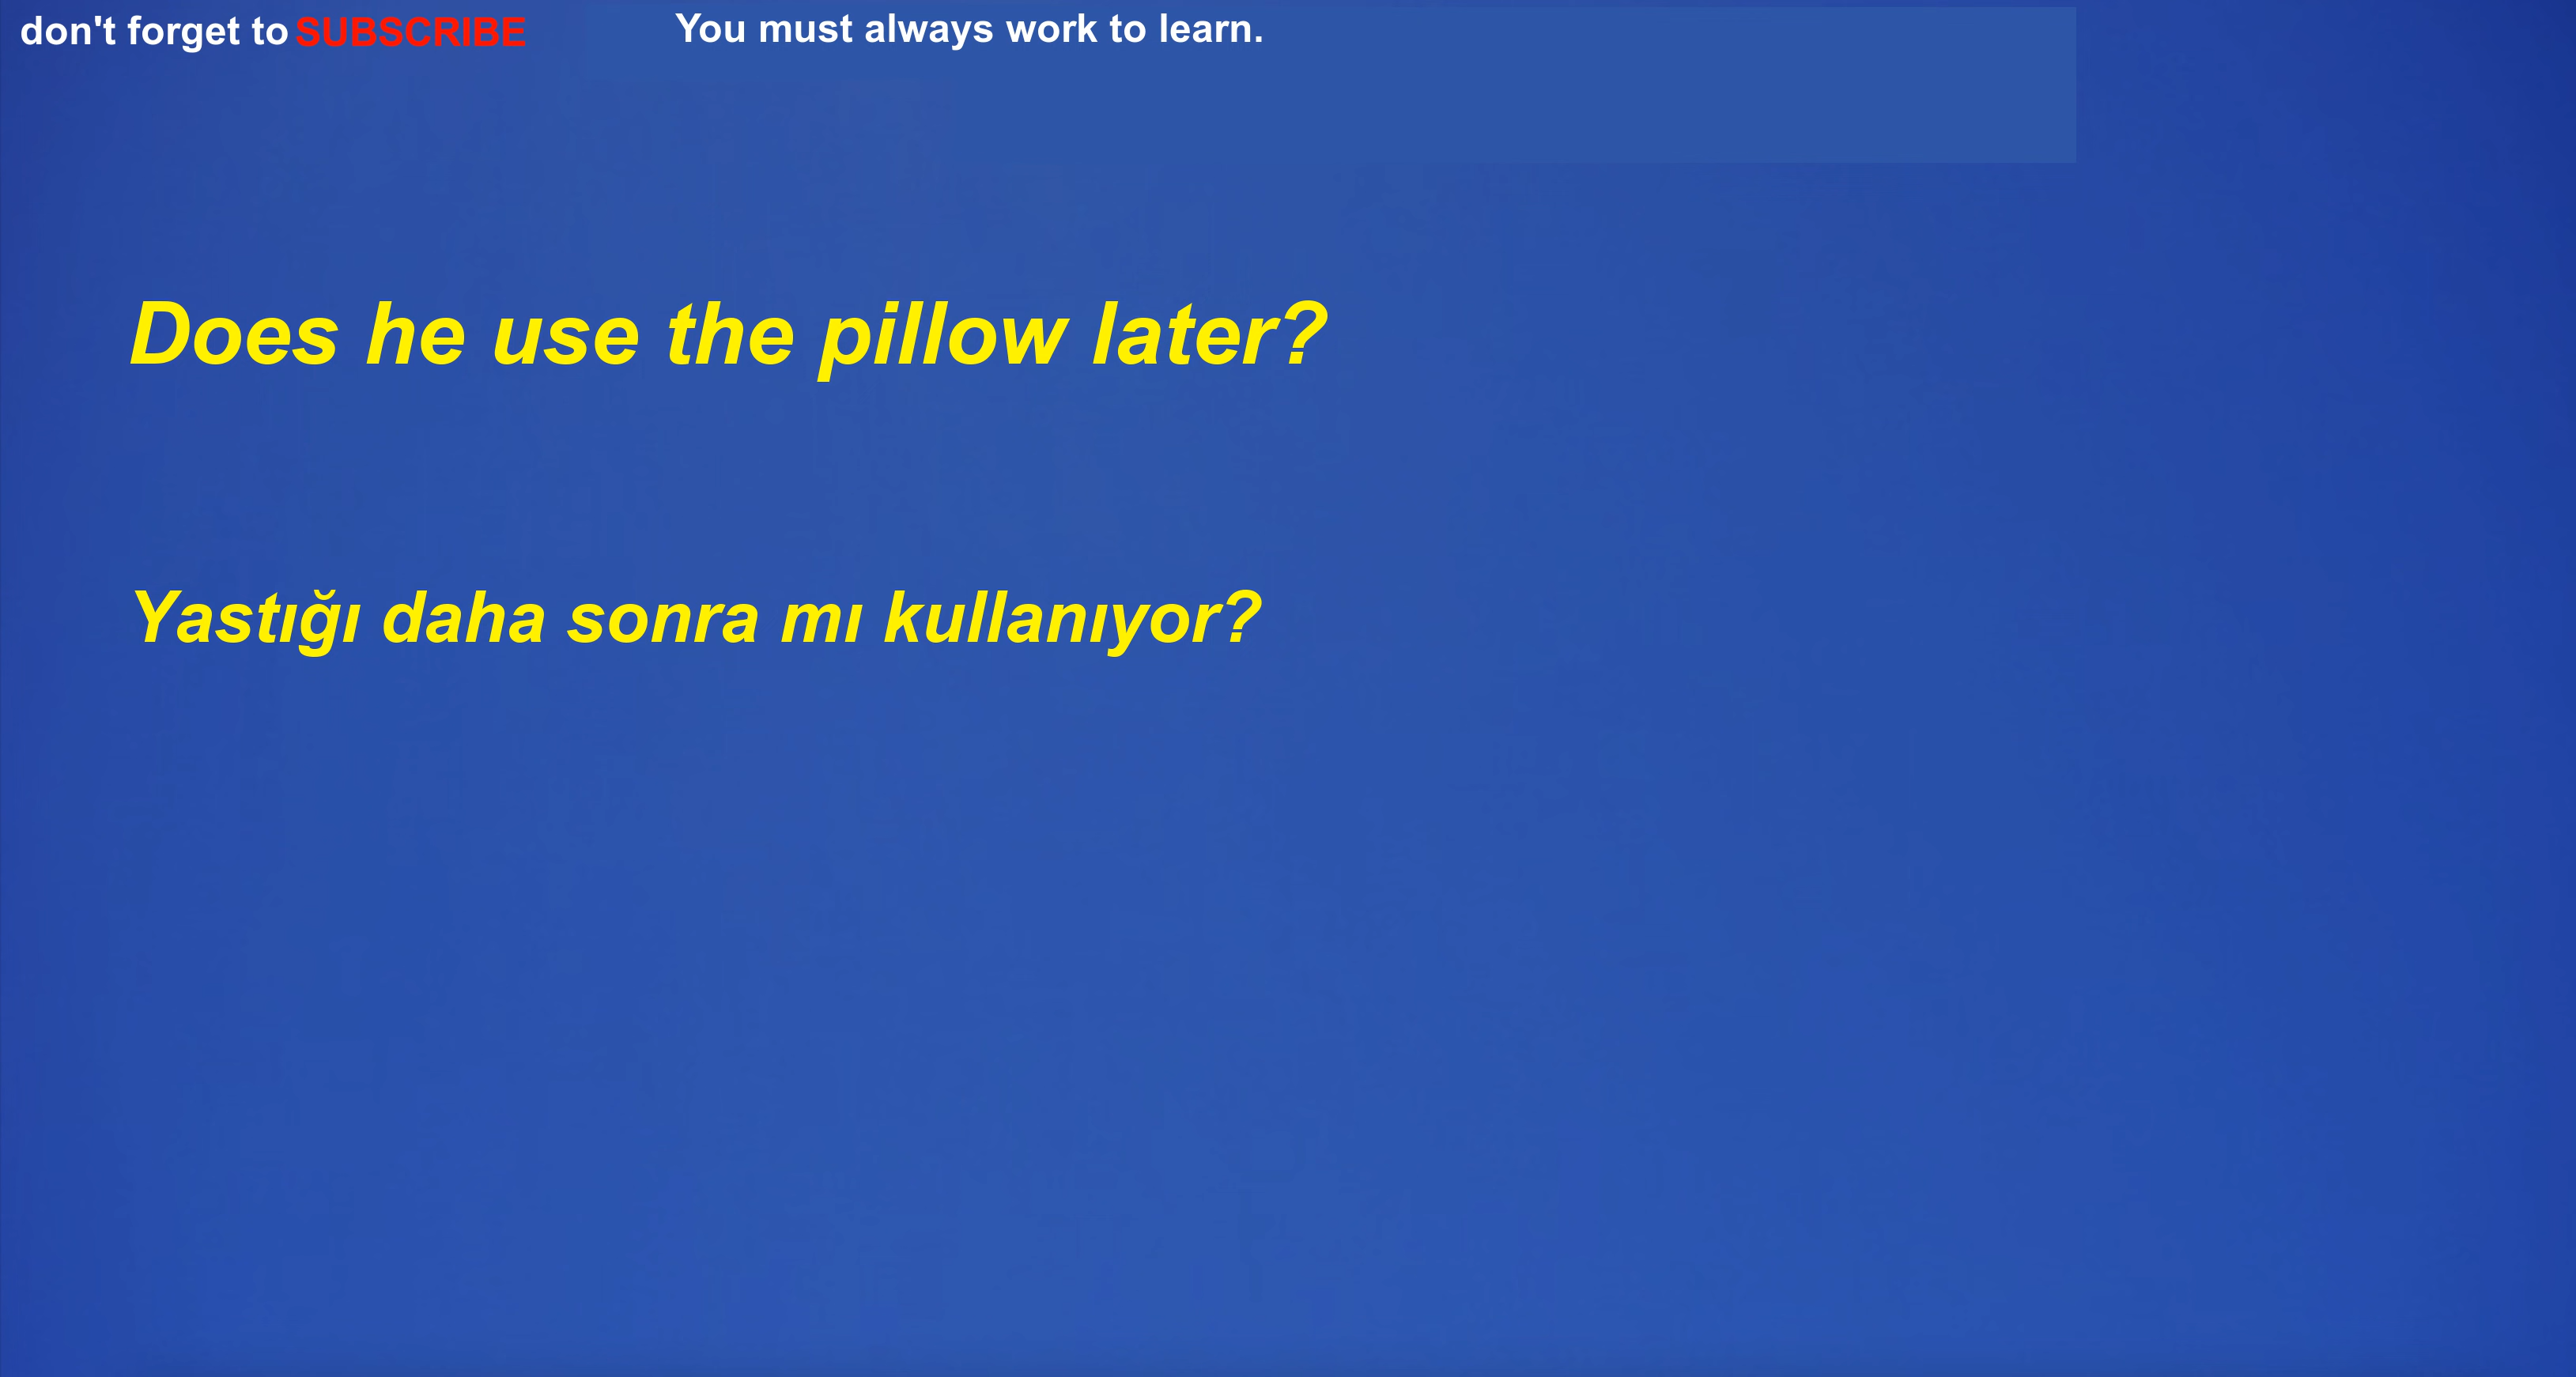 don't forget to SUBSCRIBE
You must always work to learn.
Does he use the pillow later?
Yastığı daha sonra mı kullanıyor?